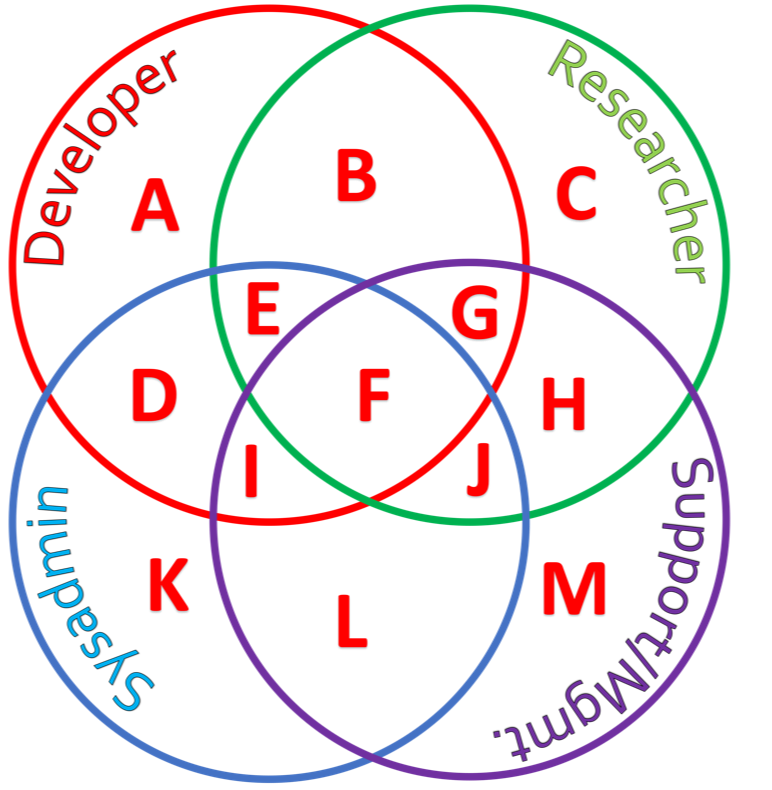 Developer
Researcher
A
B
C
E
G
D
F
H
I
J
Sysadmin
Support/Mgmt.
K
L
M